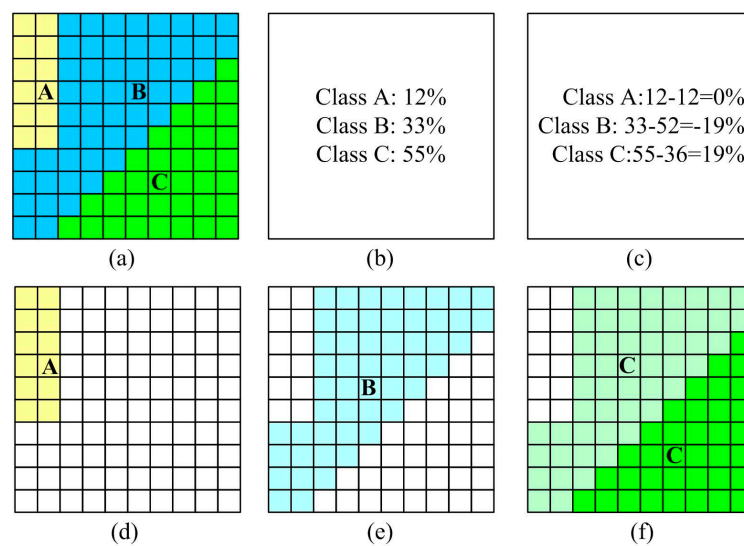 A
B
C
Class A: 12%
Class B: 33%
Class C: 55%
Class A:12-12=0%
Class B: 33-52=-19%
Class C:55-36=19%
(a)
(b)
(c)
A
B
C
C
(d)
(e)
(f)